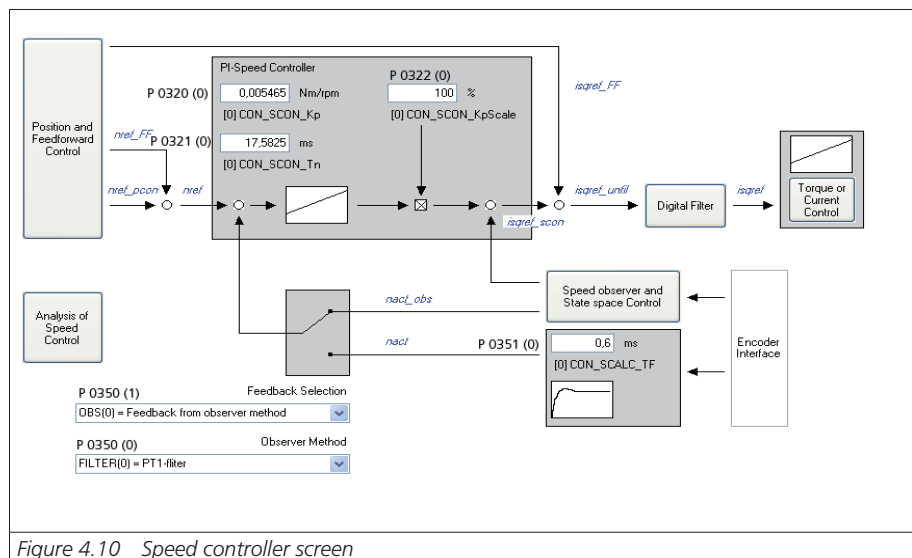 PI-Speed Controller
P 0320 (0)
0,005465 Nm/rpm
[0] CON_SCON_Kp
P 0322 (0)
100 %
[0] CON_SCON_KpScale
isqref_FF
Position and
Feedforward
Control
nref_FF
P 0321 (0)
17,5825 ms
[0] CON_SCON_Tn
nref_pcon
nref
isqref_scon
isqref_unfil
Digital Filter
isqref
Torque or
Current
Control
Analysis of
Speed
Control
nact_obs
nact
Speed observer and
State space Control
P 0351 (0)
0,6 ms
[0] CON_SCALC_TF
Encoder
Interface
P 0350 (1)
Feedback Selection
OBS(0) = Feedback from observer method
P 0350 (0)
Observer Method
FILTER(0) = PT1-fliter
Figure 4.10 Speed controller screen